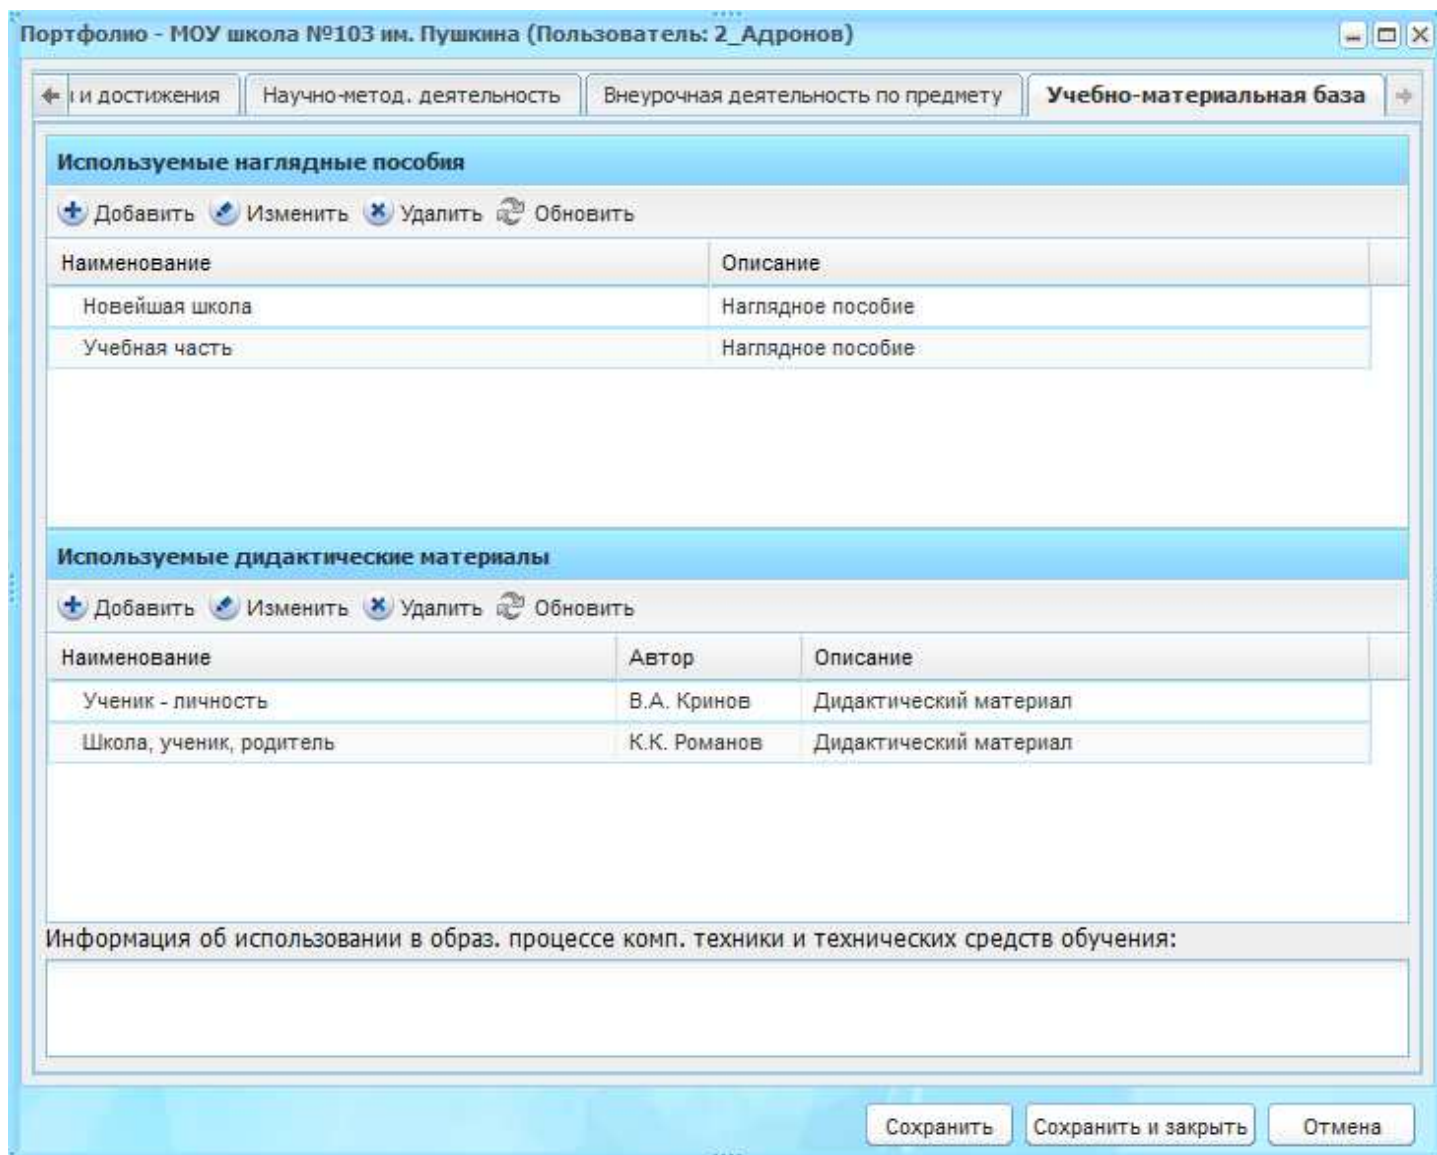 Портфолио - МОУ школа №103 им. Пушкина (Пользователь: 2_Адронов)
и достижения Научно-метод. деятельность Внеурочная деятельность по предмету Учебно-материальная база
Используемые наглядные пособия
Добавить Изменить Удалить Обновить
Наименование Описание
Новейшая школа Наглядное пособие
Учебная часть Наглядное пособие
Используемые дидактические материалы
Добавить Изменить Удалить Обновить
Наименование Автор Описание
Ученик - личность В.А. Кринов Дидактический материал
Школа, ученик, родитель К.К. Романов Дидактический материал
Информация об использовании в образ. процессе комп. техники и технических средств обучения:
Сохранить Сохранить и закрыть Отмена